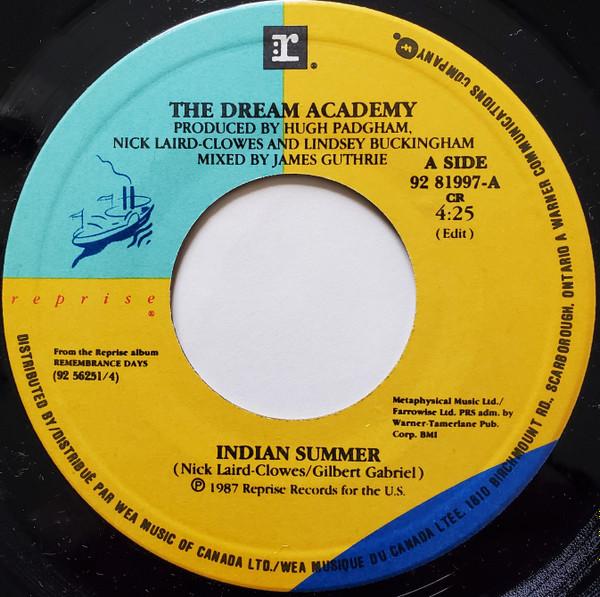 r
THE DREAM ACADEMY
PRODUCED BY HUGH PADGHAM,
NICK LAIRD-CLOWES AND LINDSEY BUCKINGHAM
MIXED BY JAMES GUTHRIE
A SIDE
92 81997-A
CR
4:25
(Edit)
reprise
®
From the Reprise album
REMEMBRANCE DAYS
(92 56251/4)
Metaphysical Music Ltd./
Farrowise Ltd. PRS adm. by
Warner-Tamerlane Pub.
Corp. BMI
INDIAN SUMMER
(Nick Laird-Clowes/Gilbert Gabriel)
℗ 1987 Reprise Records for the U.S.
DISTRIBUTED BY/DISTRIBUÉ PAR WEA MUSIC OF CANADA LTD./WEA MUSIQUE DU CANADA LTÉE, 1810 BIRCHMOUNT RD., SCARBOROUGH, ONTARIO A WARNER COMMUNICATIONS COMPANY